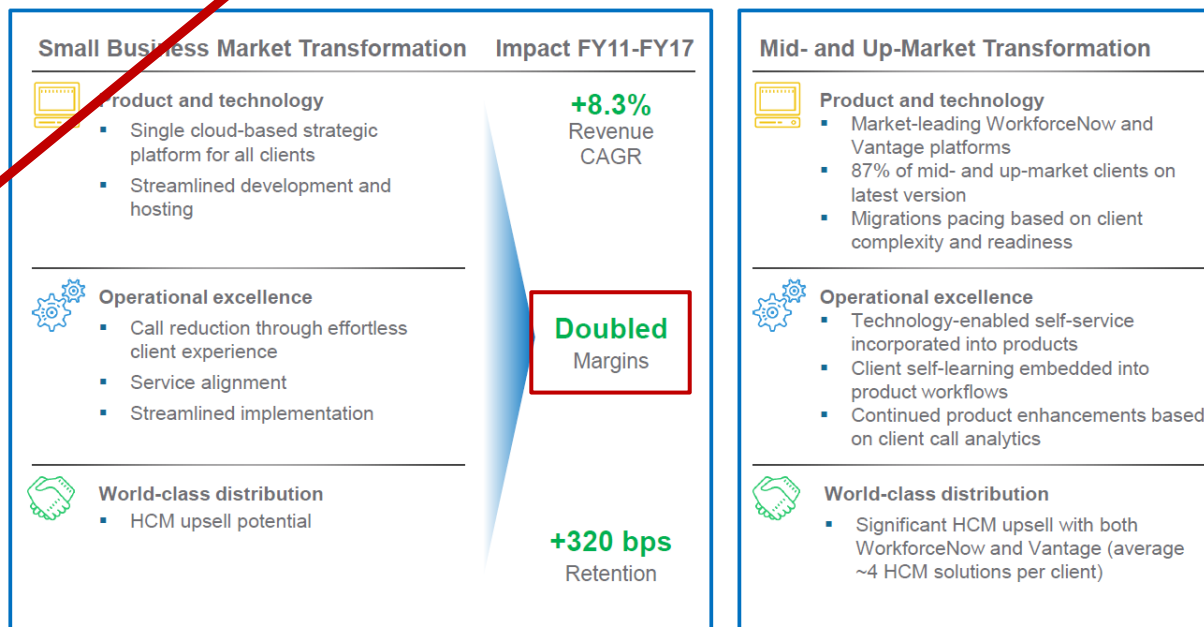 Small Business Market Transformation
Impact FY11-FY17
Product and technology
▪ Single cloud-based strategic
platform for all clients
▪ Streamlined development and
hosting
+8.3%
Revenue
CAGR
Operational excellence
▪ Call reduction through effortless
client experience
▪ Service alignment
▪ Streamlined implementation
Doubled
Margins
World-class distribution
▪ HCM upsell potential
+320 bps
Retention
Mid- and Up-Market Transformation
Product and technology
▪ Market-leading WorkforceNow and
Vantage platforms
▪ 87% of mid- and up-market clients on
latest version
▪ Migrations pacing based on client
complexity and readiness
Operational excellence
▪ Technology-enabled self-service
incorporated into products
▪ Client self-learning embedded into
product workflows
▪ Continued product enhancements based
on client call analytics
World-class distribution
▪ Significant HCM upsell with both
WorkforceNow and Vantage (average
~4 HCM solutions per client)